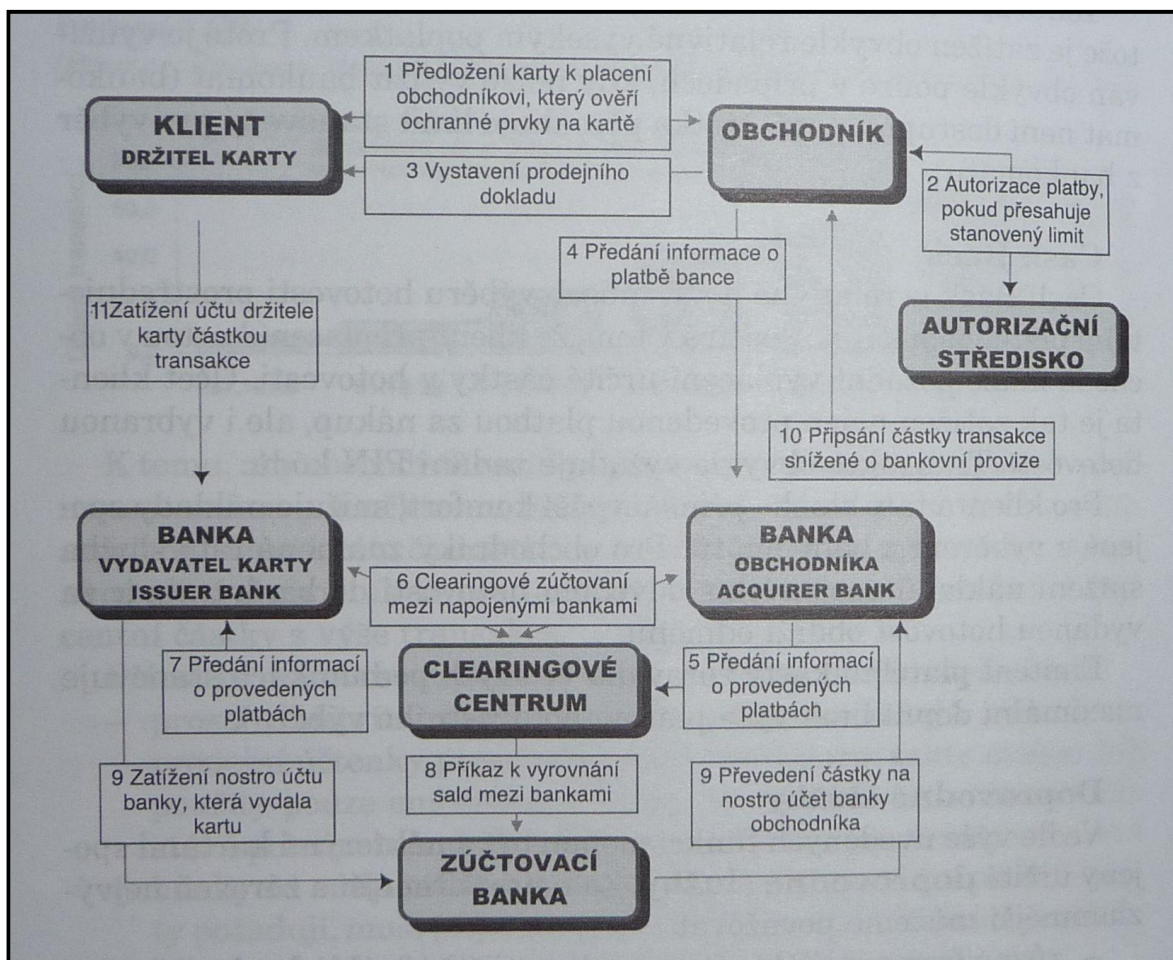 1 Předložení karty k placení
obchodníkovi, který ověří
ochranné prvky na kartě
KLIENT
DRŽITEL KARTY
OBCHODNÍK
3 Vystavení prodejního
dokladu
2 Autorizace platby,
pokud přesahuje
stanovený limit
4 Předání informace o
platbě bance
11Zatížení účtu držitele
karty částkou
transakce
AUTORIZAČNÍ
STŘEDISKO
10 Připsání částky transakce
snížené o bankovní provize
BANKA
VYDAVATEL KARTY
ISSUER BANK
BANKA
OBCHODNÍKA
ACQUIRER BANK
6 Clearingové zúčtovaní
mezi napojenými bankami
7 Předání informací
o provedených
platbách
CLEARINGOVÉ
CENTRUM
5 Předání informací
o provedených
platbách
9 Zatížení nostro účtu
banky, která vydala
kartu
8 Příkaz k vyrovnání
sald mezi bankami
9 Převedení částky na
nostro účet banky
obchodníka
ZÚČTOVACÍ
BANKA